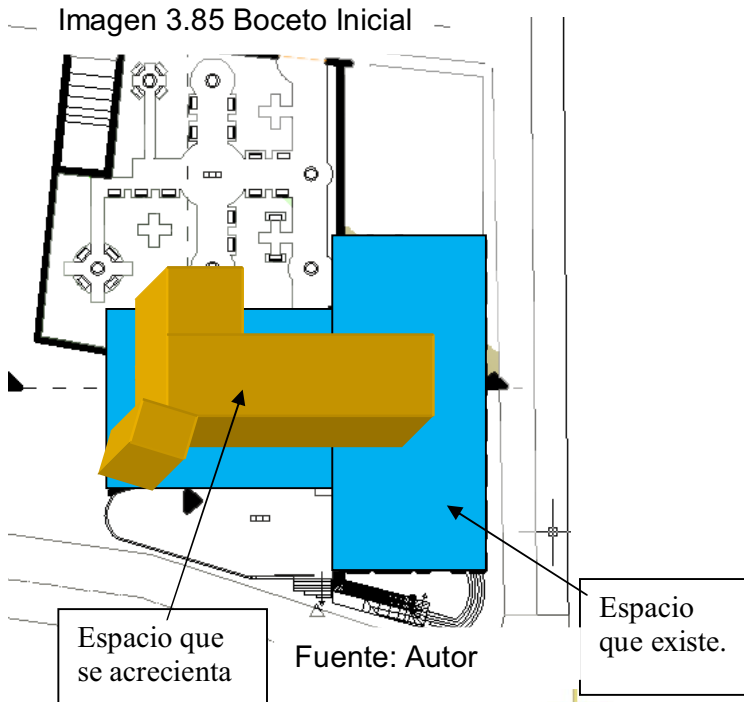 Imagen 3.85 Boceto Inicial
Espacio que
se acrecienta
Fuente: Autor
Espacio
que existe.